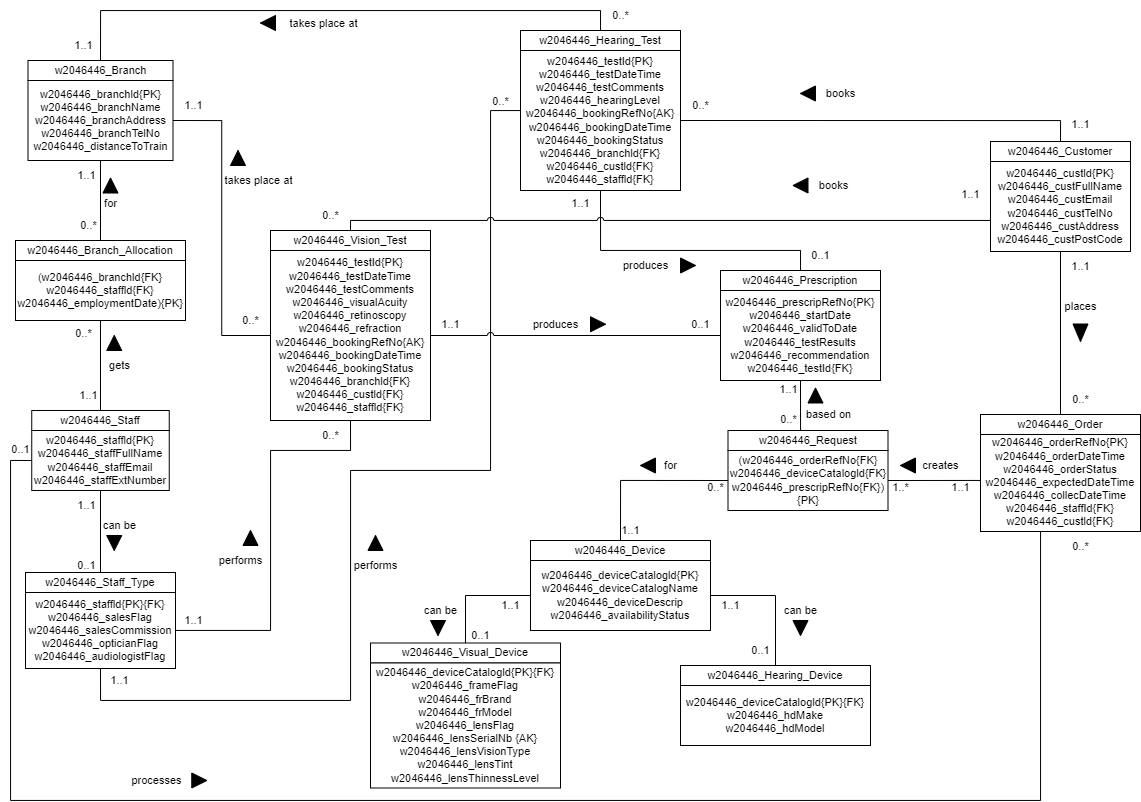 takes place at
0..*
1..1
w2046446_Hearing_Test
w2046446_testId{PK}
w2046446_testDateTime
w2046446_testComments
w2046446_hearingLevel
w2046446_bookingRefNo{AK}
w2046446_bookingDateTime
w2046446_bookingStatus
w2046446_branchId{FK}
w2046446_custId{FK}
w2046446_staffId{FK}
w2046446_Branch
w2046446_branchId{PK}
w2046446_branchName
w2046446_branchAddress
w2046446_branchTelNo
w2046446_distanceToTrain
1..1
0..*
0..*
books
1..1
w2046446_Customer
w2046446_custId{PK}
w2046446_custFullName
w2046446_custEmail
w2046446_custTelNo
w2046446_custAddress
w2046446_custPostCode
takes place at
1..1
for
0..*
books
1..1
1..1
0..*
w2046446_Branch_Allocation
(w2046446_branchId{FK}
w2046446_staffId{FK}
w2046446_employmentDate){PK}
w2046446_Vision_Test
w2046446_testId{PK}
w2046446_testDateTime
w2046446_testComments
w2046446_visualAcuity
w2046446_retinoscopy
w2046446_refraction
w2046446_bookingRefNo{AK}
w2046446_bookingDateTime
w2046446_bookingStatus
w2046446_branchId{FK}
w2046446_custId{FK}
w2046446_staffId{FK}
produces
0..1
1..1
w2046446_Prescription
w2046446_prescripRefNo{PK}
w2046446_startDate
w2046446_validToDate
w2046446_testResults
w2046446_recommendation
w2046446_testId{FK}
places
0..*
0..*
1..1
produces
0..1
gets
1..1
1..1
0..*
based on
0..*
w2046446_Staff
w2046446_staffId{PK}
w2046446_staffFullName
w2046446_staffEmail
w2046446_staffExtNumber
0..1
0..*
w2046446_Request
(w2046446_orderRefNo{FK}
w2046446_deviceCatalogId{FK}
w2046446_prescripRefNo{FK})
{PK}
w2046446_Order
w2046446_orderRefNo{PK}
w2046446_orderDateTime
w2046446_orderStatus
w2046446_expectedDateTime
w2046446_collecDateTime
w2046446_staffId{FK}
w2046446_custId{FK}
for
0..*
creates
1..*
1..1
1..1
can be
0..1
1..1
0..*
performs
performs
w2046446_Device
w2046446_deviceCatalogId{PK}
w2046446_deviceCatalogName
w2046446_deviceDescrip
w2046446_availabilityStatus
w2046446_Staff_Type
w2046446_staffId{PK}{FK}
w2046446_salesFlag
w2046446_salesCommission
w2046446_opticianFlag
w2046446_audiologistFlag
1..1
1..1
can be
1..1
0..1
1..1
can be
0..1
w2046446_Visual_Device
w2046446_deviceCatalogId{PK}{FK}
w2046446_frameFlag
w2046446_frBrand
w2046446_frModel
w2046446_lensFlag
w2046446_lensSerialNb {AK}
w2046446_lensVisionType
w2046446_lensTint
w2046446_lensThinnessLevel
w2046446_Hearing_Device
w2046446_deviceCatalogId{PK}{FK}
w2046446_hdMake
w2046446_hdModel
processes